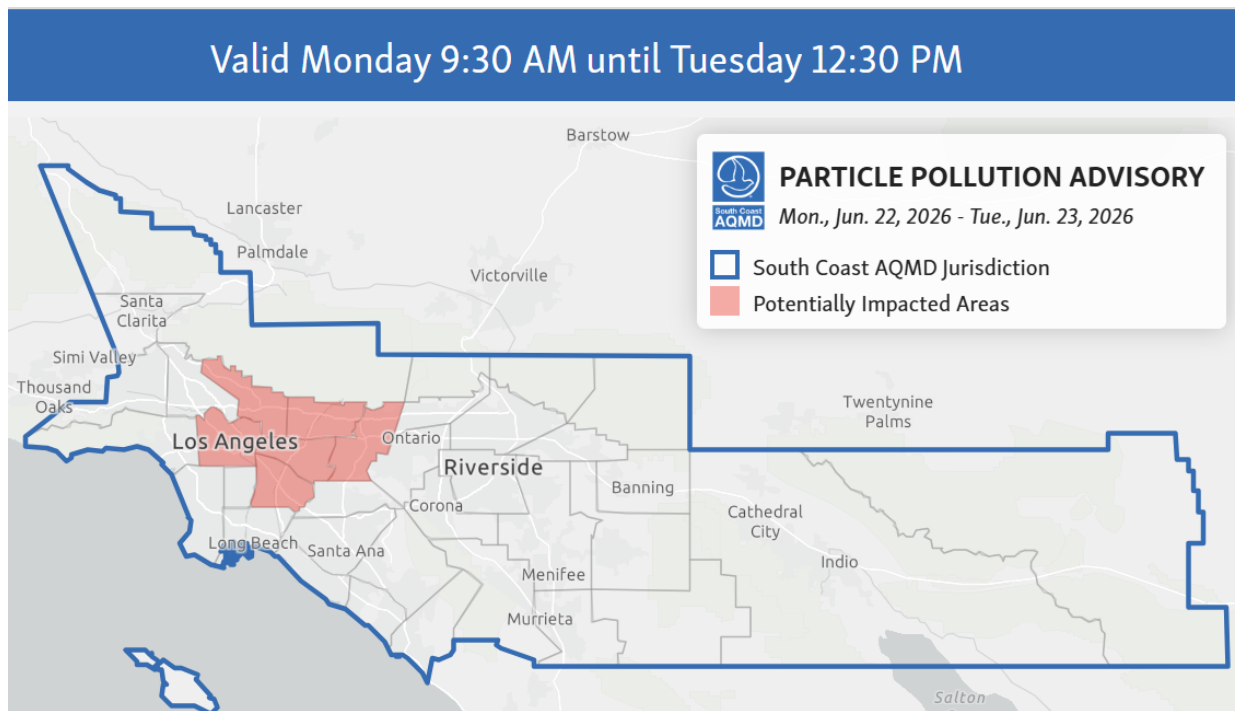 Valid Monday 9:30 AM until Tuesday 12:30 PM
Barstow
PARTICLE POLLUTION ADVISORY
South Coast
AQMD
Mon., Jun. 22, 2026 - Tue., Jun. 23, 2026
South Coast AQMD Jurisdiction
Potentially Impacted Areas
Lancaster
Palmdale
Victorville
Santa
Clarita
Simi Valley
Thousand
Oaks
Twentynine
Palms
Los Angeles
Ontario
Riverside
Banning
Corona
Cathedral
City
Long Beach
Santa Ana
Indio
Menifee
Murrieta
Salton